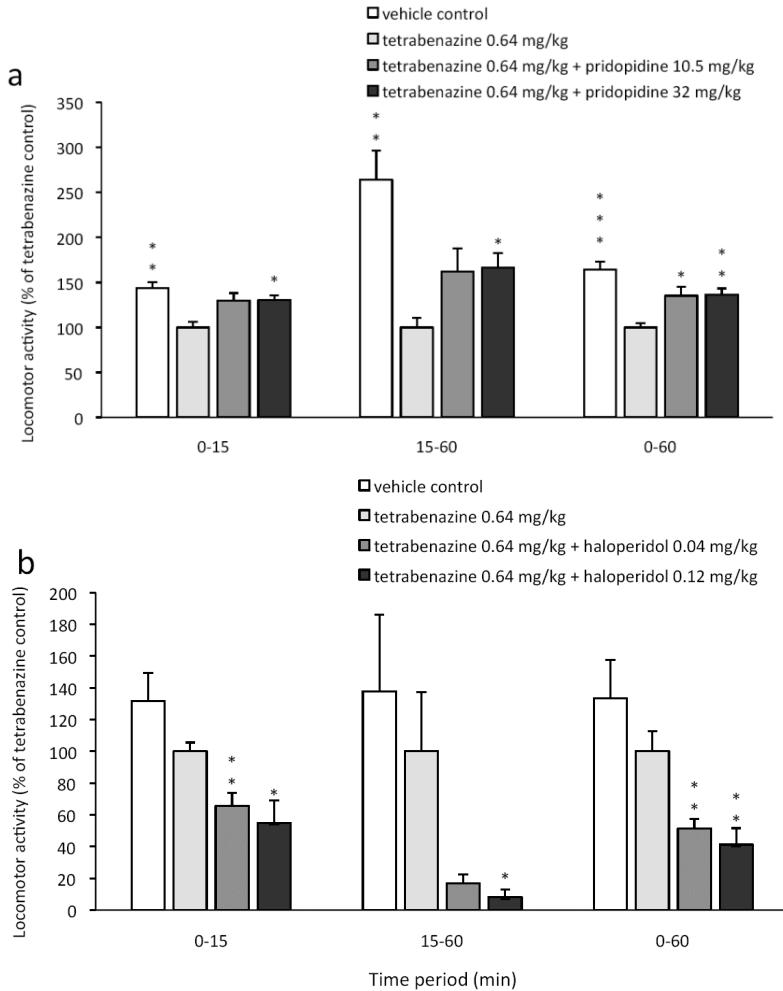 vehicle control
tetrabenazine 0.64 mg/kg
tetrabenazine 0.64 mg/kg + pridopidine 10.5 mg/kg
tetrabenazine 0.64 mg/kg + pridopidine 32 mg/kg
a
Locomotor activity (% of tetrabenazine control)
350
300
250
200
150
100
50
0
* *
*
* *
*
* * *
*
* *
0-15
15-60
0-60
vehicle control
tetrabenazine 0.64 mg/kg
tetrabenazine 0.64 mg/kg + haloperidol 0.04 mg/kg
tetrabenazine 0.64 mg/kg + haloperidol 0.12 mg/kg
b
Locomotor activity (% of tetrabenazine control)
200
180
160
140
120
100
80
60
40
20
0
* *
*
*
* *
* *
0-15
15-60
0-60
Time period (min)